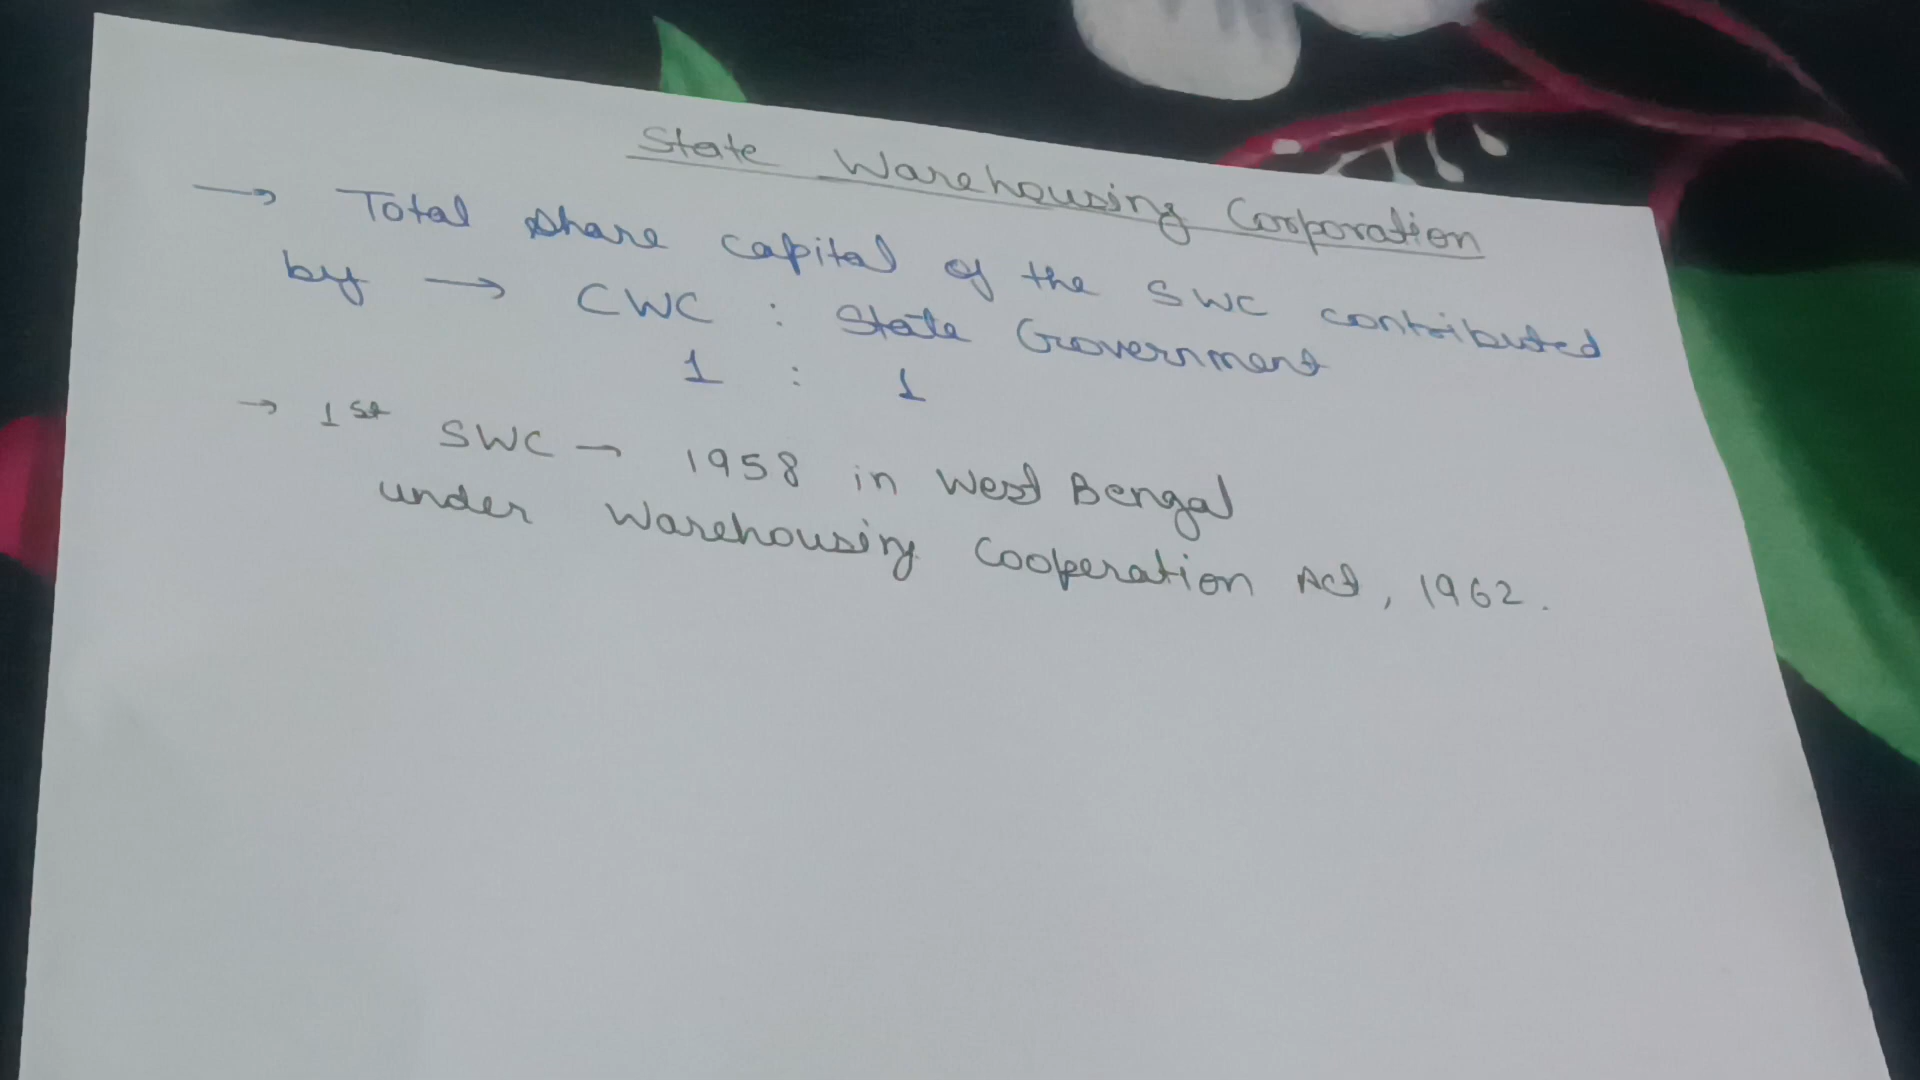 State Warehousing Corporation
→ Total share capital of the SWC contributed
by → CWC : State Government
1 : 1
→ 1st SWC → 1958 in West Bengal
under Warehousing Cooperation Act, 1962.